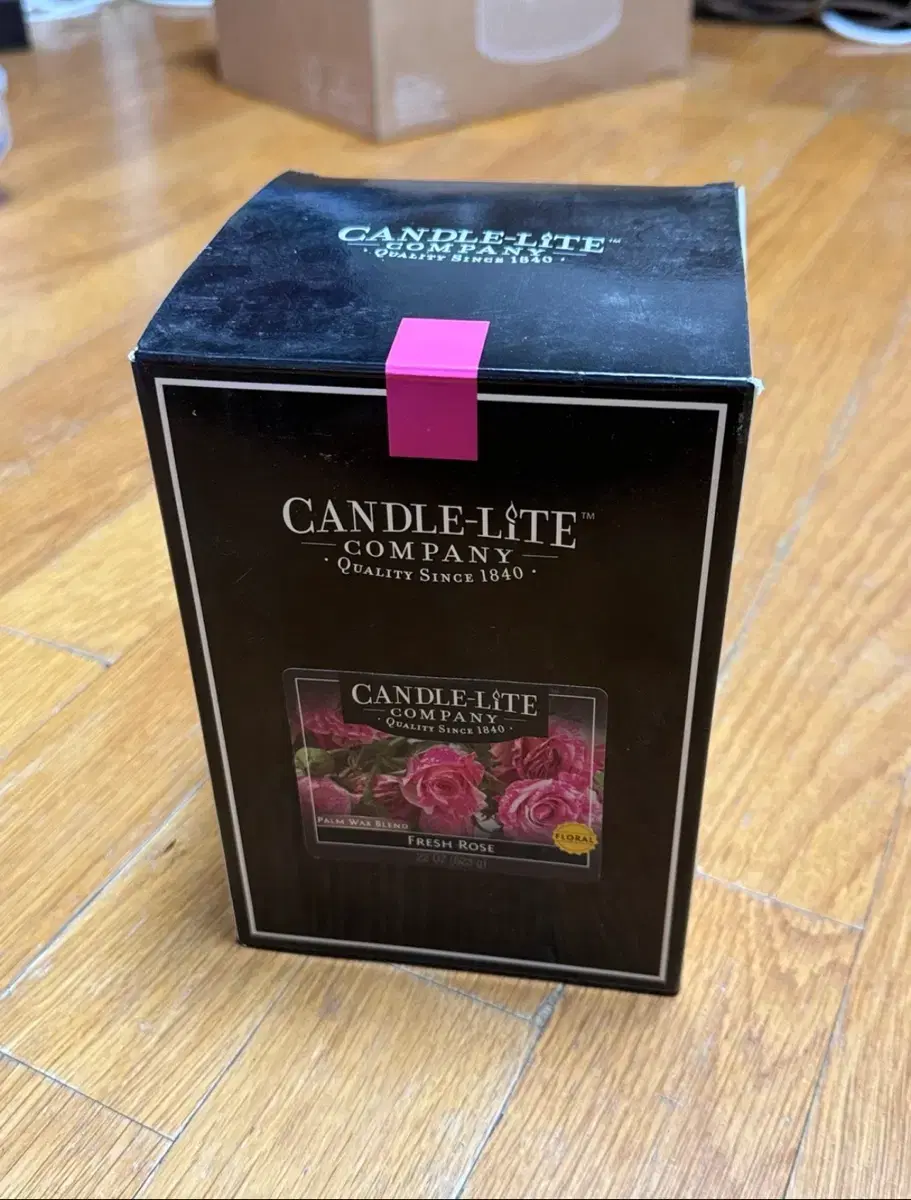 CANDLE-LITE™
COMPANY
· QUALITY SINCE 1840 ·
CANDLE-LITE™
COMPANY
· QUALITY SINCE 1840 ·
CANDLE-LITE
COMPANY
· QUALITY SINCE 1840 ·
PALM WAX BLEND
FLORAL
FRESH ROSE